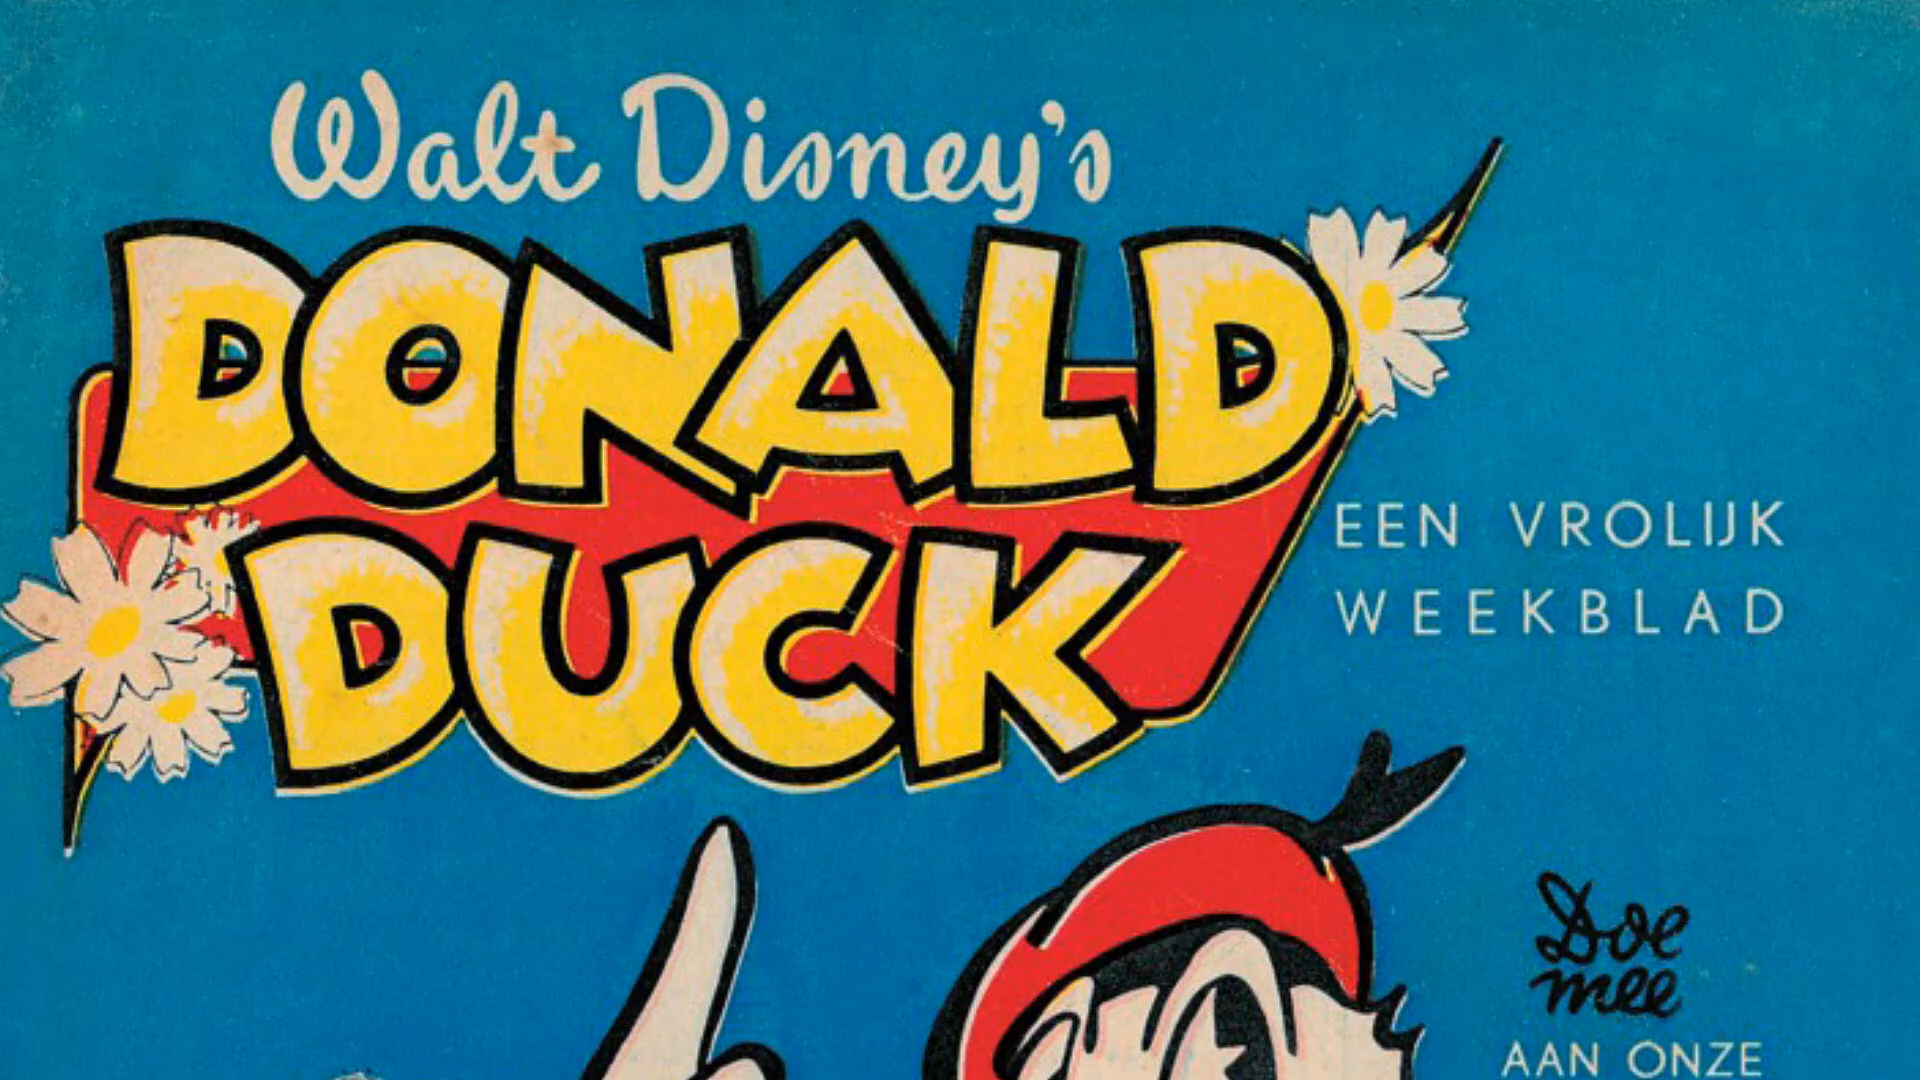 Walt Disney's
DONALD
DUCK
EEN VROLIJK
WEEKBLAD
Doe
mee
AAN ONZE